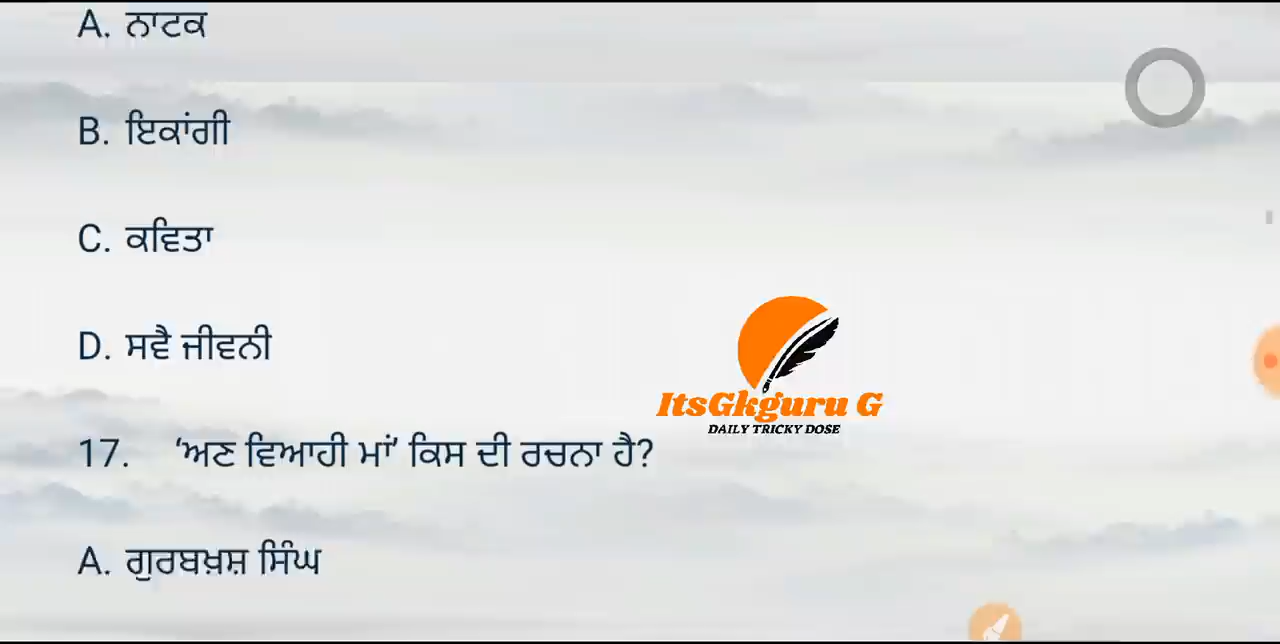 A. ਨਾਟਕ
B. ਇਕਾਂਗੀ
C. ਕਵਿਤਾ
D. ਸਵੈ ਜੀਵਨੀ
ItsGkguru G
DAILY TRICKY DOSE
17. ‘ਅਣ ਵਿਆਹੀ ਮਾਂ’ ਕਿਸ ਦੀ ਰਚਨਾ ਹੈ?
A. ਗੁਰਬਖ਼ਸ਼ ਸਿੰਘ